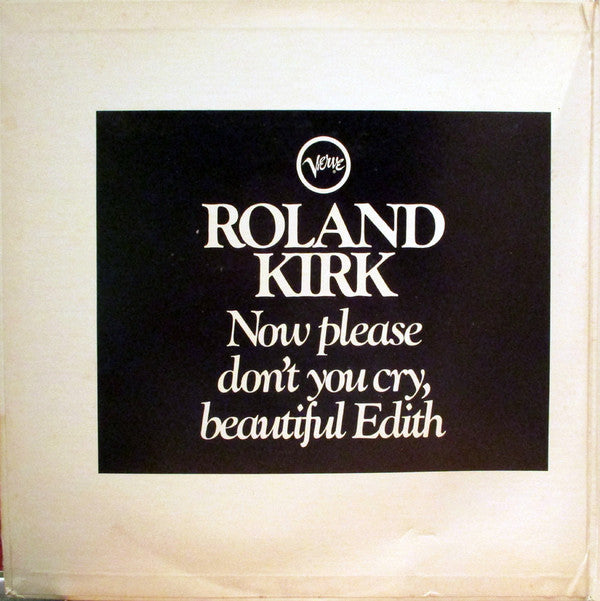 Verve
ROLAND
KIRK
Now please
don't you cry,
beautiful Edith